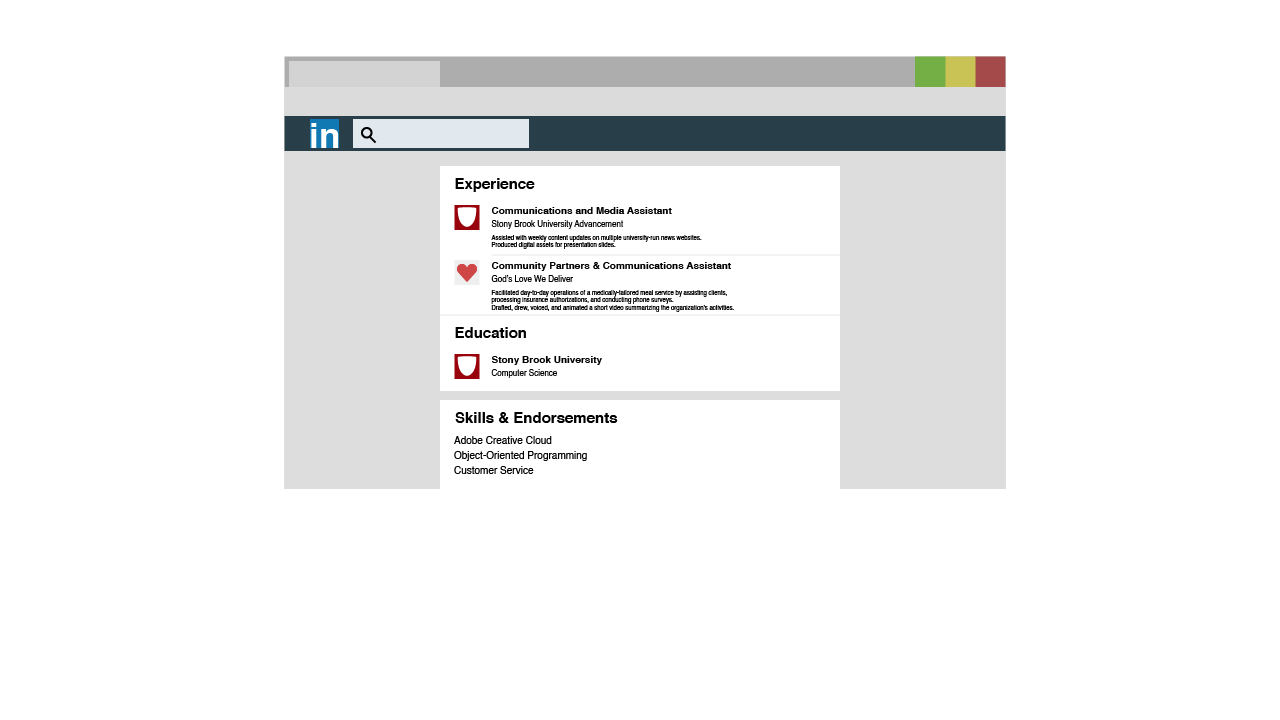 in
Experience
Communications and Media Assistant
Stony Brook University Advancement
Assisted with weekly content updates on multiple university-run news websites.
Produced digital assets for presentation slides.
Community Partners & Communications Assistant
God's Love We Deliver
Facilitated day-to-day operations of a medically-tailored meal service by assisting clients,
processing insurance authorizations, and conducting phone surveys.
Drafted, drew, voiced, and animated a short video summarizing the organization's activities.
Education
Stony Brook University
Computer Science
Skills & Endorsements
Adobe Creative Cloud
Object-Oriented Programming
Customer Service